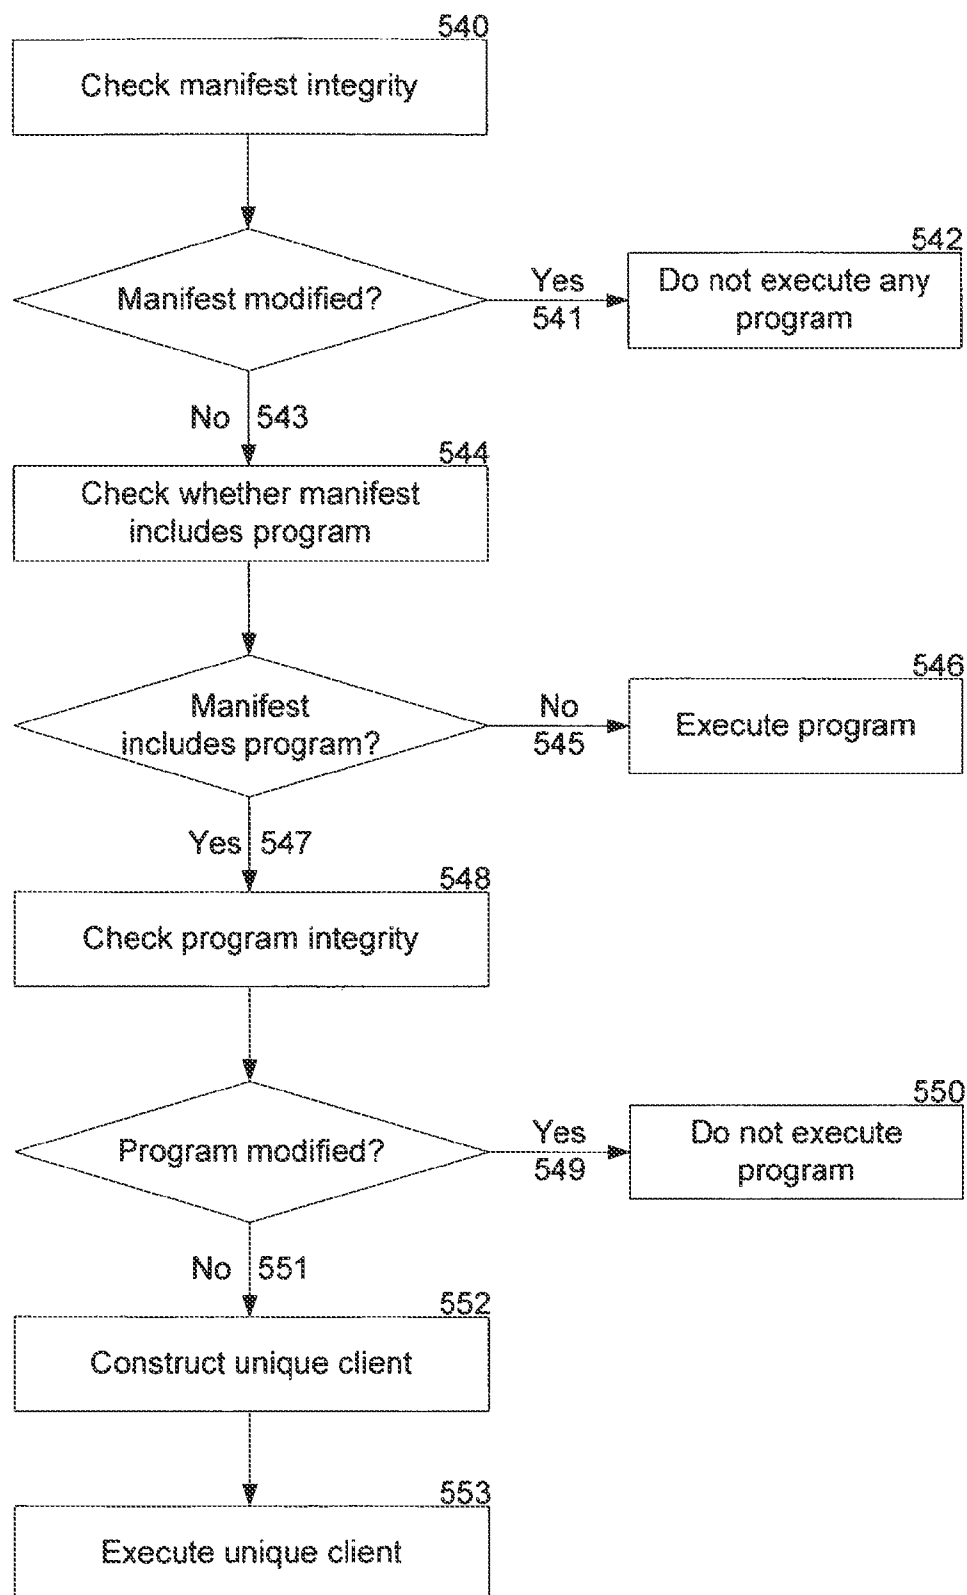 540
Check manifest integrity
Manifest modified?
Yes
541
542
Do not execute any
program
No 543
544
Check whether manifest
includes program
Manifest
includes program?
No
545
546
Execute program
Yes 547
548
Check program integrity
Program modified?
Yes
549
550
Do not execute
program
No 551
552
Construct unique client
553
Execute unique client